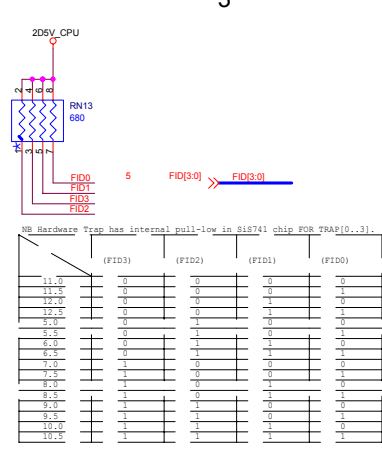 2D5V_CPU
2 4 6 8
RN13
680
1 3 5 7
FID0
FID1
FID3
FID2
5 FID[3:0] FID[3:0]
NB Hardware Trap has internal pull-low in SiS741 chip FOR TRAP[0..3].
(FID3) (FID2) (FID1) (FID0)
11.0 0 0 0 0
11.5 0 0 0 1
12.0 0 0 1 0
12.5 0 0 1 1
5.0 0 1 0 0
5.5 0 1 0 1
6.0 0 1 1 0
6.5 0 1 1 1
7.0 1 0 0 0
7.5 1 0 0 1
8.0 1 0 1 0
8.5 1 0 1 1
9.0 1 1 0 0
9.5 1 1 0 1
10.0 1 1 1 0
10.5 1 1 1 1